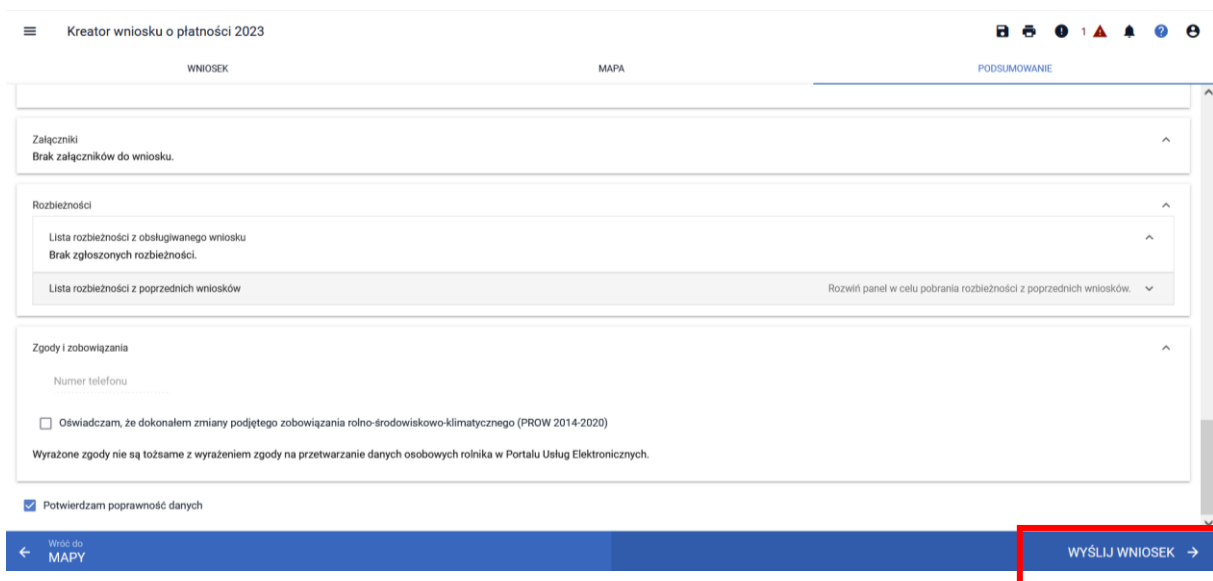 Kreator wniosku o płatności 2023
1
WNIOSEK
MAPA
PODSUMOWANIE
Załączniki
Brak załączników do wniosku.
Rozbieżności
Lista rozbieżności z obsługiwanego wniosku
Brak zgłoszonych rozbieżności.
Lista rozbieżności z poprzednich wniosków
Rozwiń panel w celu pobrania rozbieżności z poprzednich wniosków.
Zgody i zobowiązania
Numer telefonu
Oświadczam, że dokonałem zmiany podjętego zobowiązania rolno-środowiskowo-klimatycznego (PROW 2014-2020)
Wyrażone zgody nie są tożsame z wyrażeniem zgody na przetwarzanie danych osobowych rolnika w Portalu Usług Elektronicznych.
Potwierdzam poprawność danych
Wróć do
MAPY
WYŚLIJ WNIOSEK